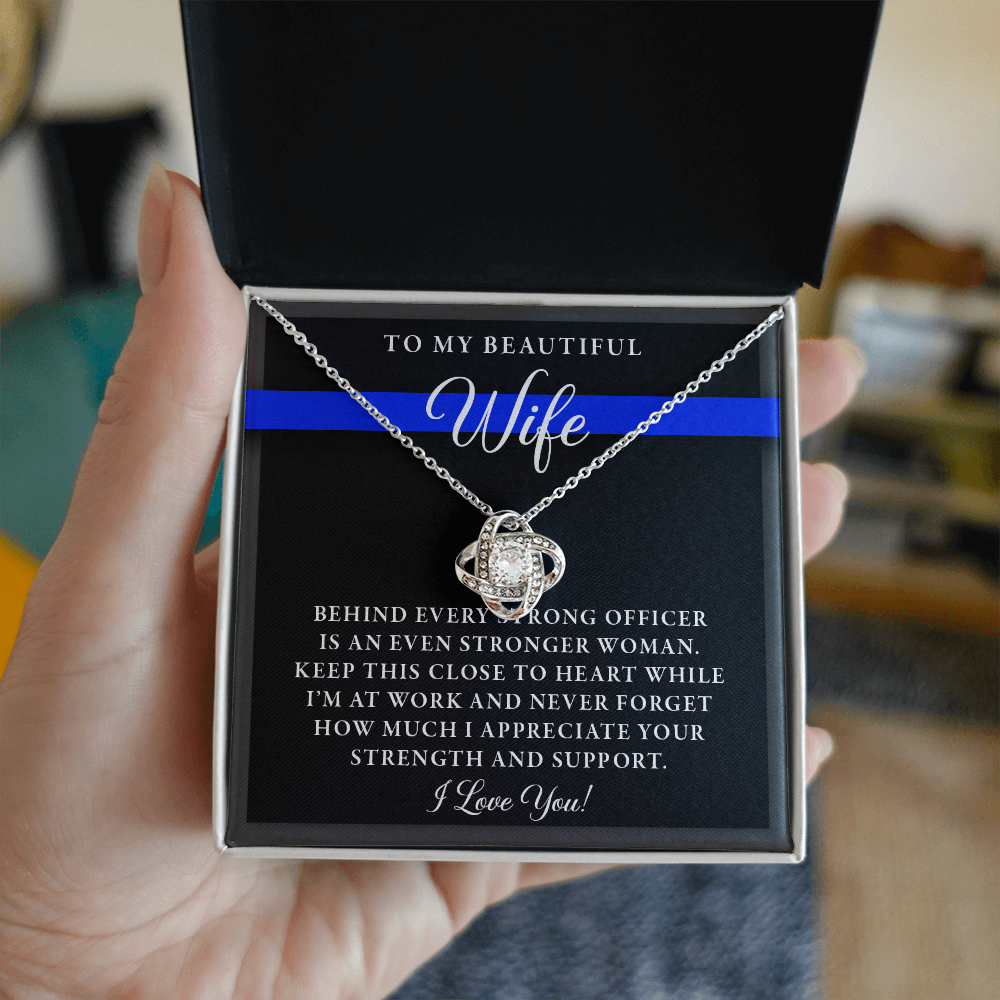 TO MY BEAUTIFUL
Wife
BEHIND EVERY STRONG OFFICER
IS AN EVEN STRONGER WOMAN.
KEEP THIS CLOSE TO HEART WHILE
I'M AT WORK AND NEVER FORGET
HOW MUCH I APPRECIATE YOUR
STRENGTH AND SUPPORT.
I Love You!